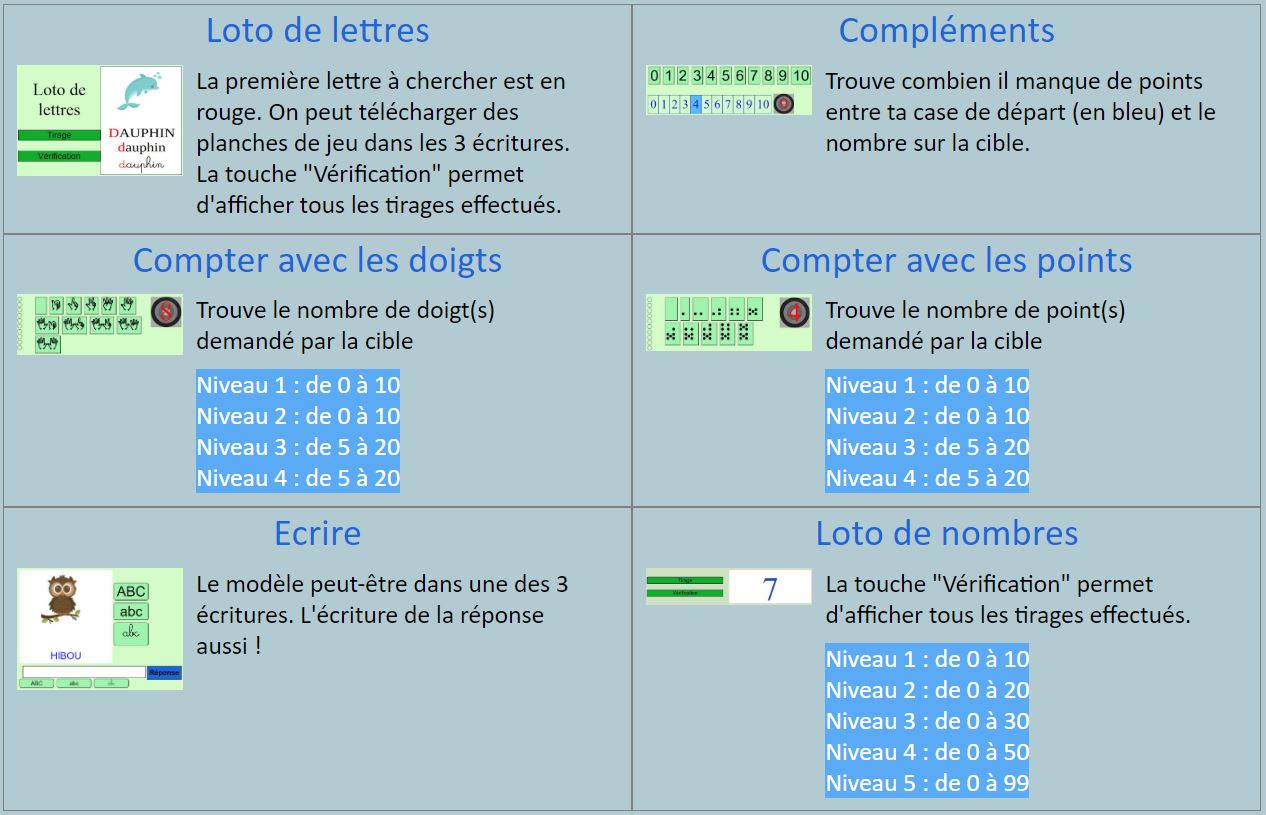 Loto de lettres
Loto de
lettres
Tirage
Vérification
DAUPHIN
dauphin
dauphin
La première lettre à chercher est en
rouge. On peut télécharger des
planches de jeu dans les 3 écritures.
La touche "Vérification" permet
d'afficher tous les tirages effectués.
Compléments
0 1 2 3 4 5 6 7 8 9 10
0 1 2 3 4 5 6 7 8 9 10
Trouve combien il manque de points
entre ta case de départ (en bleu) et le
nombre sur la cible.
Compter avec les doigts
8
Trouve le nombre de doigt(s)
demandé par la cible
Niveau 1 : de 0 à 10
Niveau 2 : de 0 à 10
Niveau 3 : de 5 à 20
Niveau 4 : de 5 à 20
Compter avec les points
4
Trouve le nombre de point(s)
demandé par la cible
Niveau 1 : de 0 à 10
Niveau 2 : de 0 à 10
Niveau 3 : de 5 à 20
Niveau 4 : de 5 à 20
Ecrire
ABC
abc
abc
HIBOU
Réponse
ABC
abc
Le modèle peut-être dans une des 3
écritures. L'écriture de la réponse
aussi !
Loto de nombres
Tirage
Vérification
7
La touche "Vérification" permet
d'afficher tous les tirages effectués.
Niveau 1 : de 0 à 10
Niveau 2 : de 0 à 20
Niveau 3 : de 0 à 30
Niveau 4 : de 0 à 50
Niveau 5 : de 0 à 99